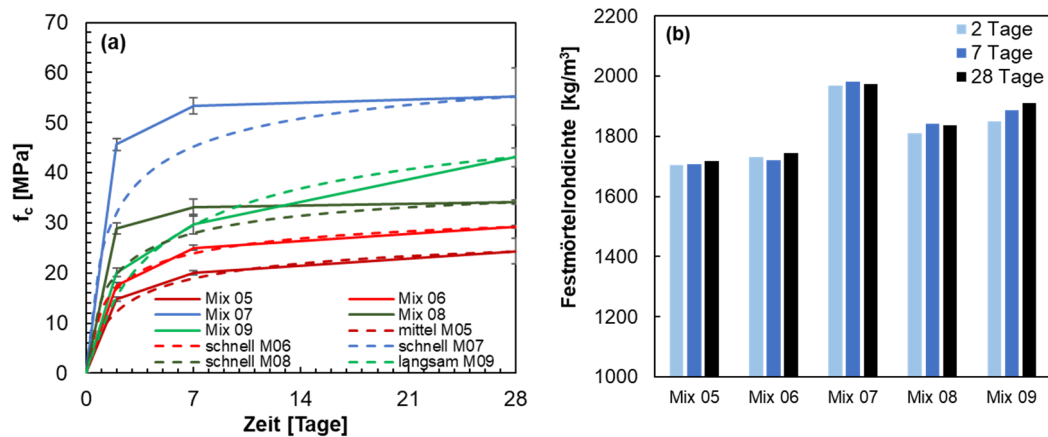 (a)
f_c [MPa]
70
60
50
40
30
20
10
0
Mix 05 Mix 06
Mix 07 Mix 08
Mix 09 mittel M05
schnell M06 schnell M07
schnell M08 langsam M09
0 7 14 21 28
Zeit [Tage]
(b)
Festmörtelrohdichte [kg/m³]
2200
2000
1800
1600
1400
1200
1000
2 Tage
7 Tage
28 Tage
Mix 05 Mix 06 Mix 07 Mix 08 Mix 09